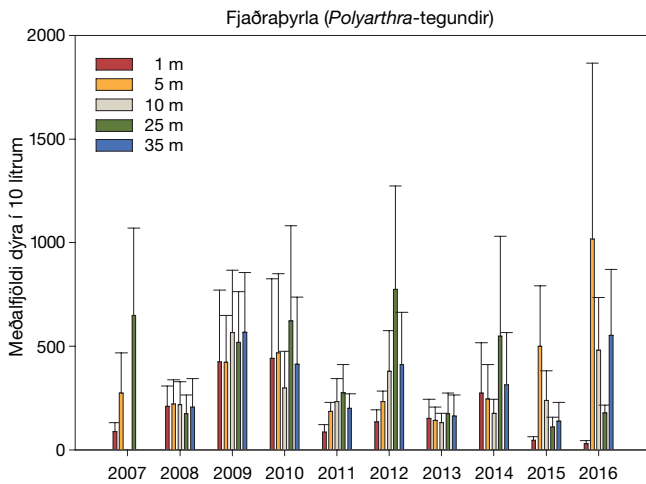 Fjaðraþyrla (Polyarthra-tegundir)
2000
1 m
5 m
10 m
25 m
35 m
1500
1000
500
0
Meðalfjöldi dýra í 10 lítrum
2007 2008 2009 2010 2011 2012 2013 2014 2015 2016